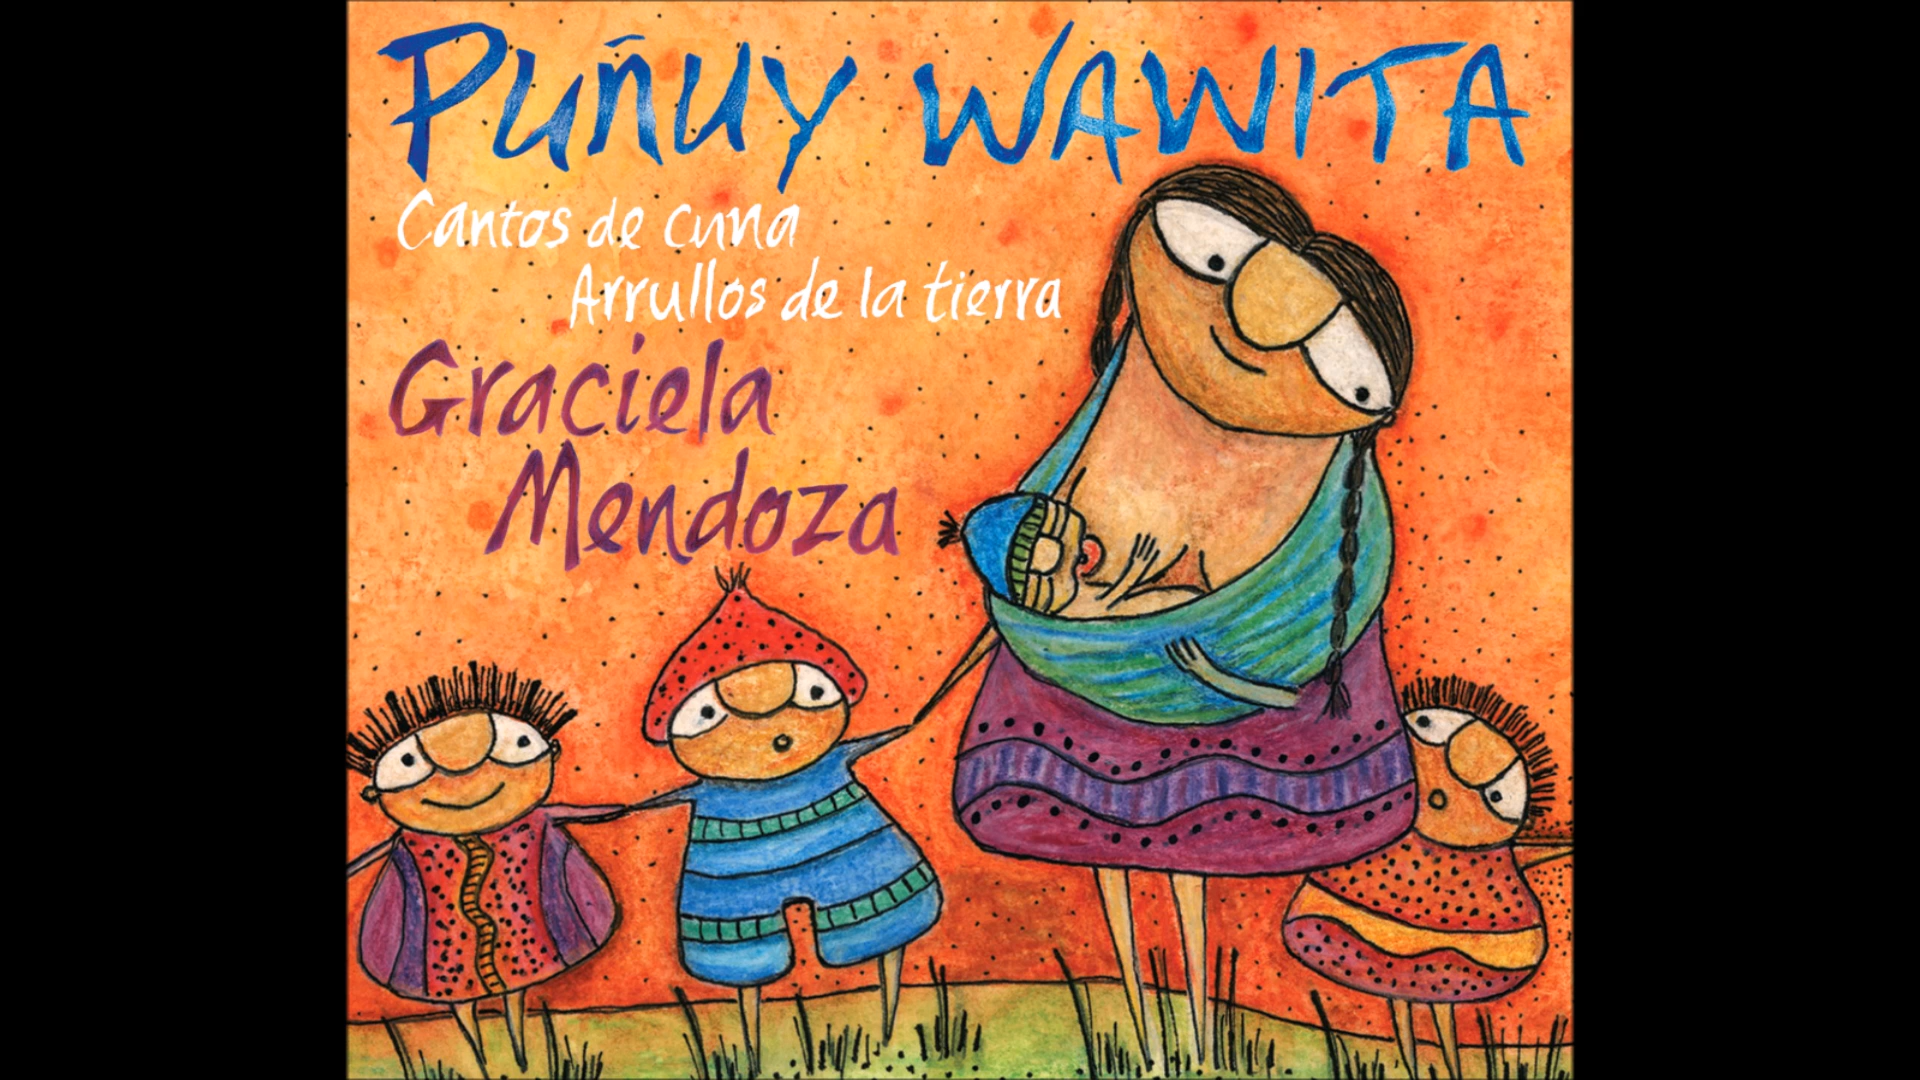 Puñuy Wawita
Cantos de cuna
Arrullos de la tierra
Graciela
Mendoza